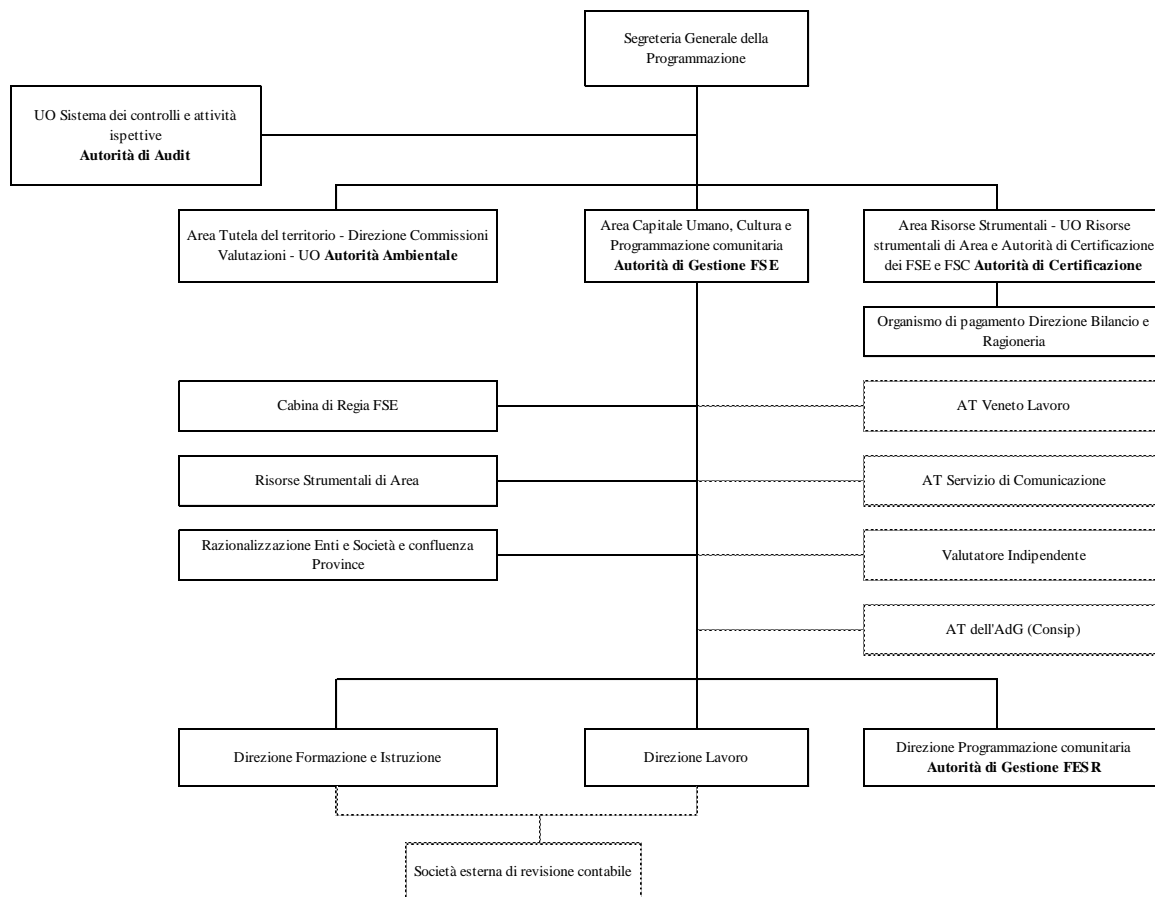 Segreteria Generale della
Programmazione
UO Sistema dei controlli e attività
ispettive
Autorità di Audit
Area Tutela del territorio - Direzione Commissioni
Valutazioni - UO Autorità Ambientale
Area Capitale Umano, Cultura e
Programmazione comunitaria
Autorità di Gestione FSE
Area Risorse Strumentali - UO Risorse
strumentali di Area e Autorità di Certificazione
dei FSE e FSC Autorità di Certificazione
Organismo di pagamento Direzione Bilancio e
Ragioneria
Cabina di Regia FSE
AT Veneto Lavoro
Risorse Strumentali di Area
AT Servizio di Comunicazione
Razionalizzazione Enti e Società e confluenza
Province
Valutatore Indipendente
AT dell'AdG (Consip)
Direzione Formazione e Istruzione
Direzione Lavoro
Direzione Programmazione comunitaria
Autorità di Gestione FESR
Società esterna di revisione contabile